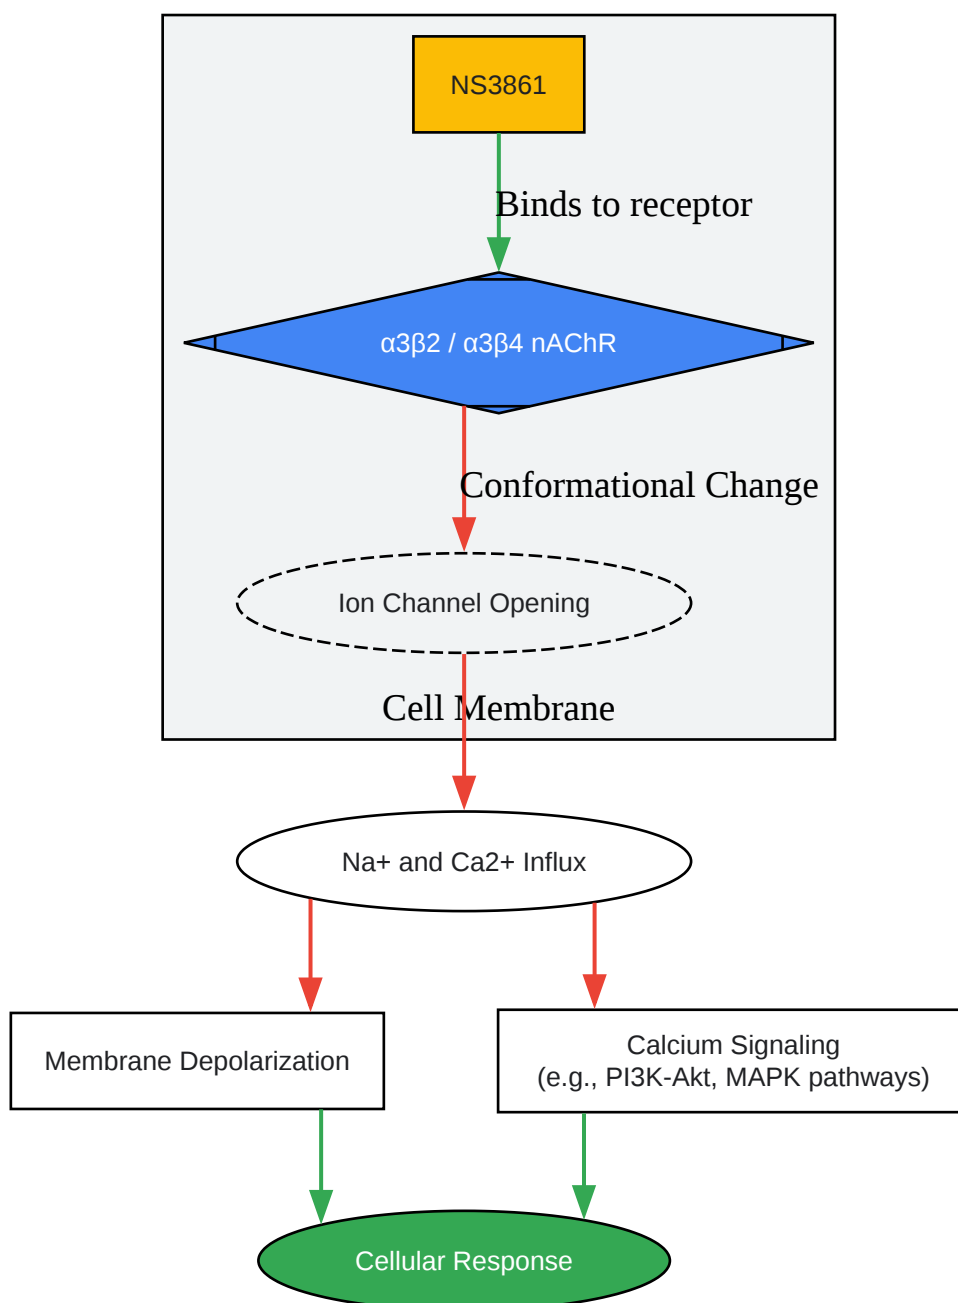 NS3861
Binds to receptor
α3β2 / α3β4 nAChR
Conformational Change
Ion Channel Opening
Cell Membrane
Na+ and Ca2+ Influx
Membrane Depolarization
Calcium Signaling
(e.g., PI3K-Akt, MAPK pathways)
Cellular Response